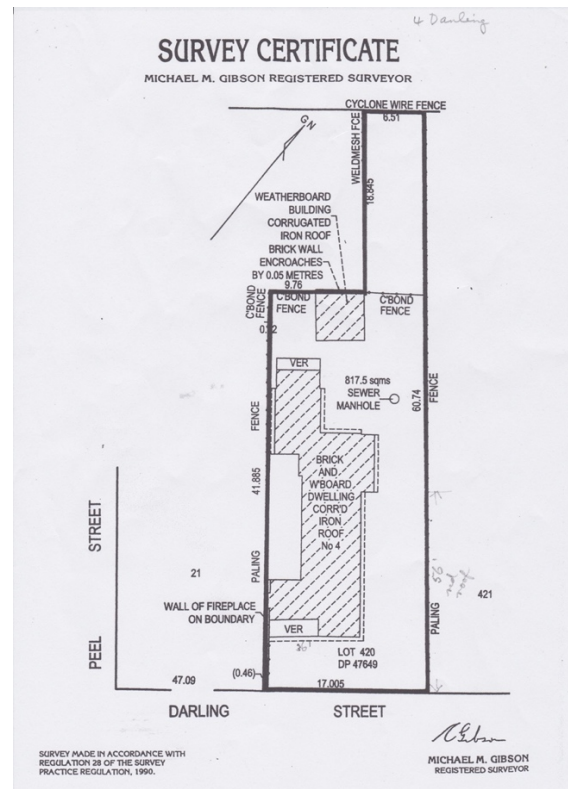 4 Darling
SURVEY CERTIFICATE
MICHAEL M. GIBSON REGISTERED SURVEYOR
CYCLONE WIRE FENCE
6.51
GN
WELDMESH FCE
18.845
WEATHERBOARD
BUILDING
CORRUGATED
IRON ROOF
BRICK WALL
ENCROACHES
BY 0.05 METRES
9.76
C'BOND
FENCE
C'BOND
FENCE
C'BOND
FENCE
VER
817.5 sqms
SEWER
MANHOLE
60.74
FENCE
FENCE
41.885
BRICK
AND
W'BOARD
DWELLING
CORR'D
IRON
ROOF
No 4
STREET
21
PALING
56'
roof
421
WALL OF FIREPLACE
ON BOUNDARY
PALING
VER
PEEL
LOT 420
DP 47649
(0.46)
47.09
17.005
DARLING STREET
SURVEY MADE IN ACCORDANCE WITH
REGULATION 28 OF THE SURVEY
PRACTICE REGULATION, 1990.
MICHAEL M. GIBSON
REGISTERED SURVEYOR